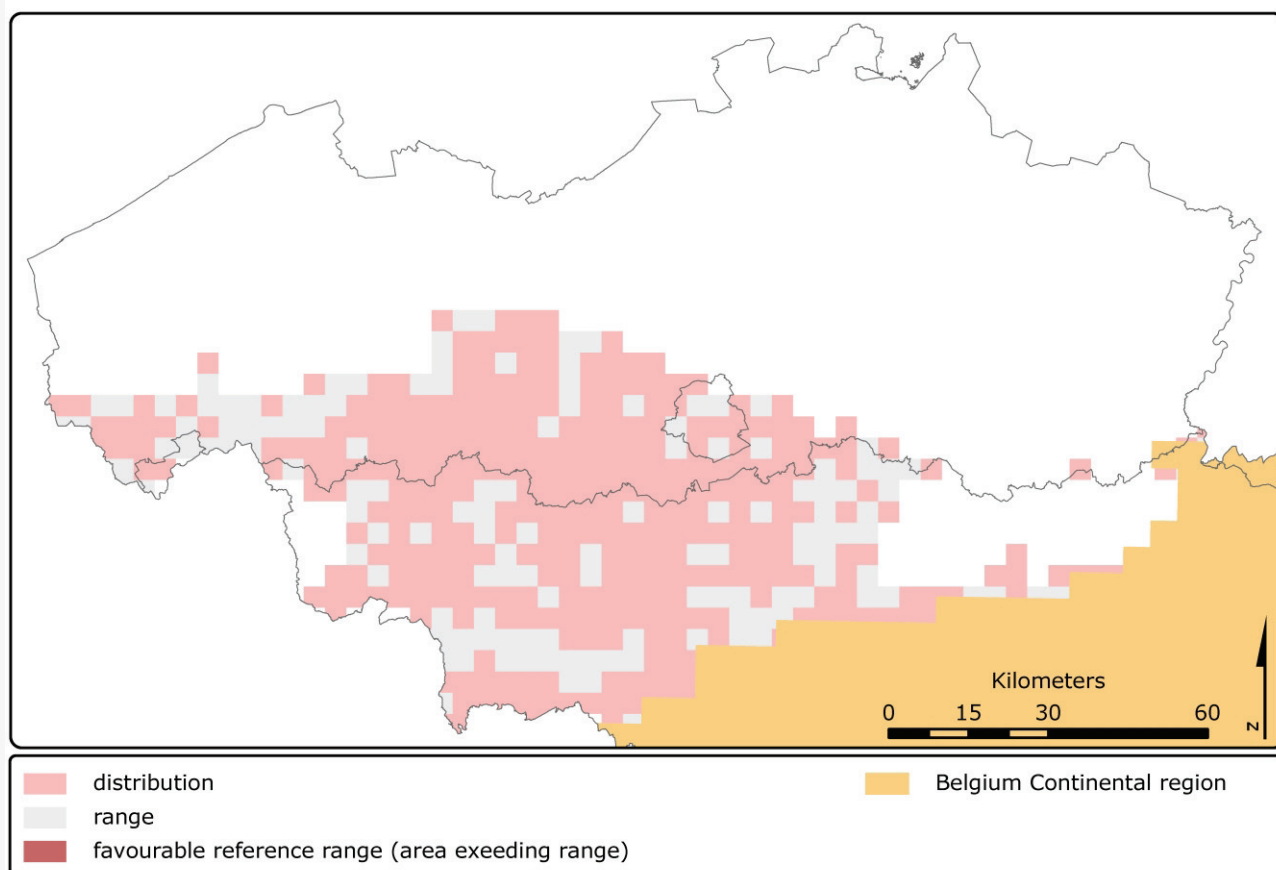 Kilometers
0 15 30 60
N
distribution
Belgium Continental region
range
favourable reference range (area exeeding range)